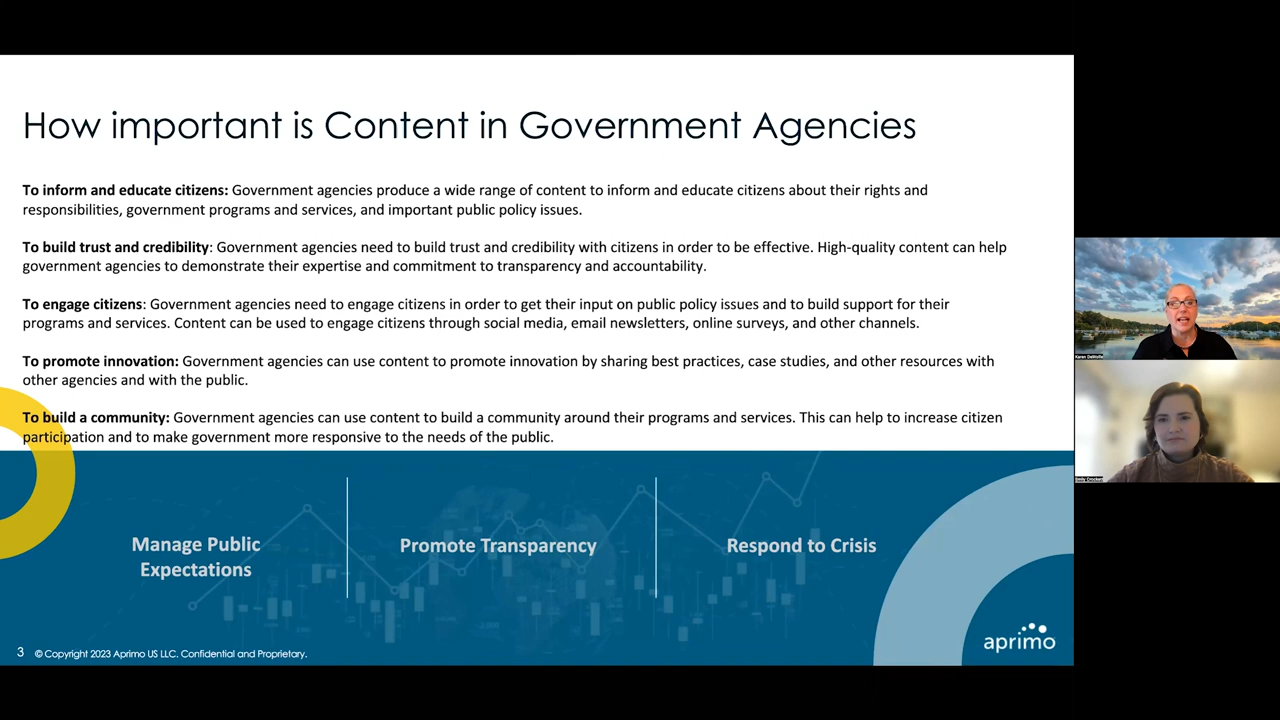 How important is Content in Government Agencies
To inform and educate citizens: Government agencies produce a wide range of content to inform and educate citizens about their rights and
responsibilities, government programs and services, and important public policy issues.
To build trust and credibility: Government agencies need to build trust and credibility with citizens in order to be effective. High-quality content can help
government agencies to demonstrate their expertise and commitment to transparency and accountability.
To engage citizens: Government agencies need to engage citizens in order to get their input on public policy issues and to build support for their
programs and services. Content can be used to engage citizens through social media, email newsletters, online surveys, and other channels.
To promote innovation: Government agencies can use content to promote innovation by sharing best practices, case studies, and other resources with
other agencies and with the public.
To build a community: Government agencies can use content to build a community around their programs and services. This can help to increase citizen
participation and to make government more responsive to the needs of the public.
Manage Public
Expectations
Promote Transparency
Respond to Crisis
3 © Copyright 2023 Aprimo US LLC. Confidential and Proprietary.
aprimo
Karen DeWolfe
Emily Crockett